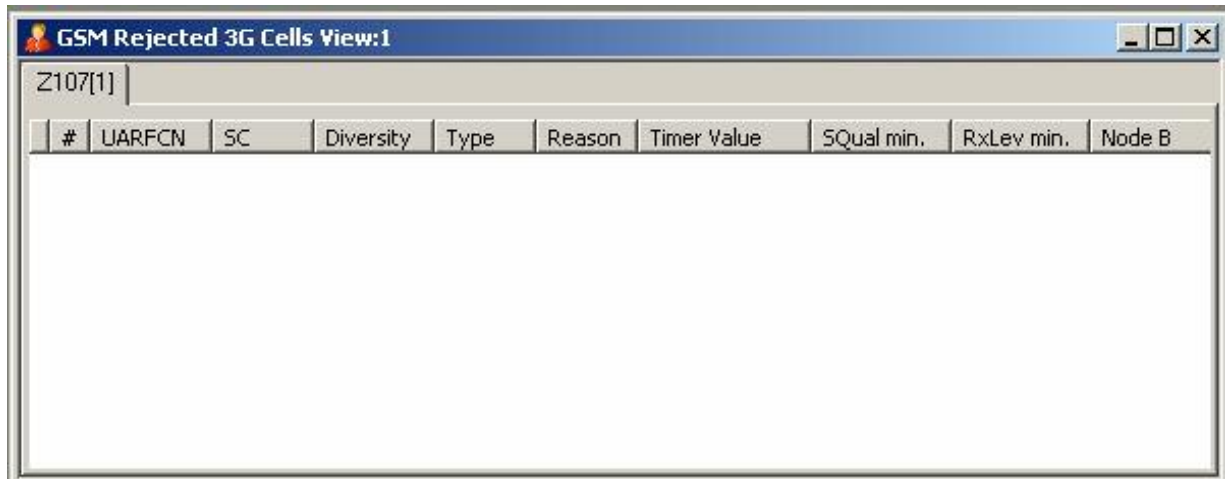 GSM Rejected 3G Cells View:1
Z107[1]
# UARFCN SC Diversity Type Reason Timer Value SQual min. RxLev min. Node B